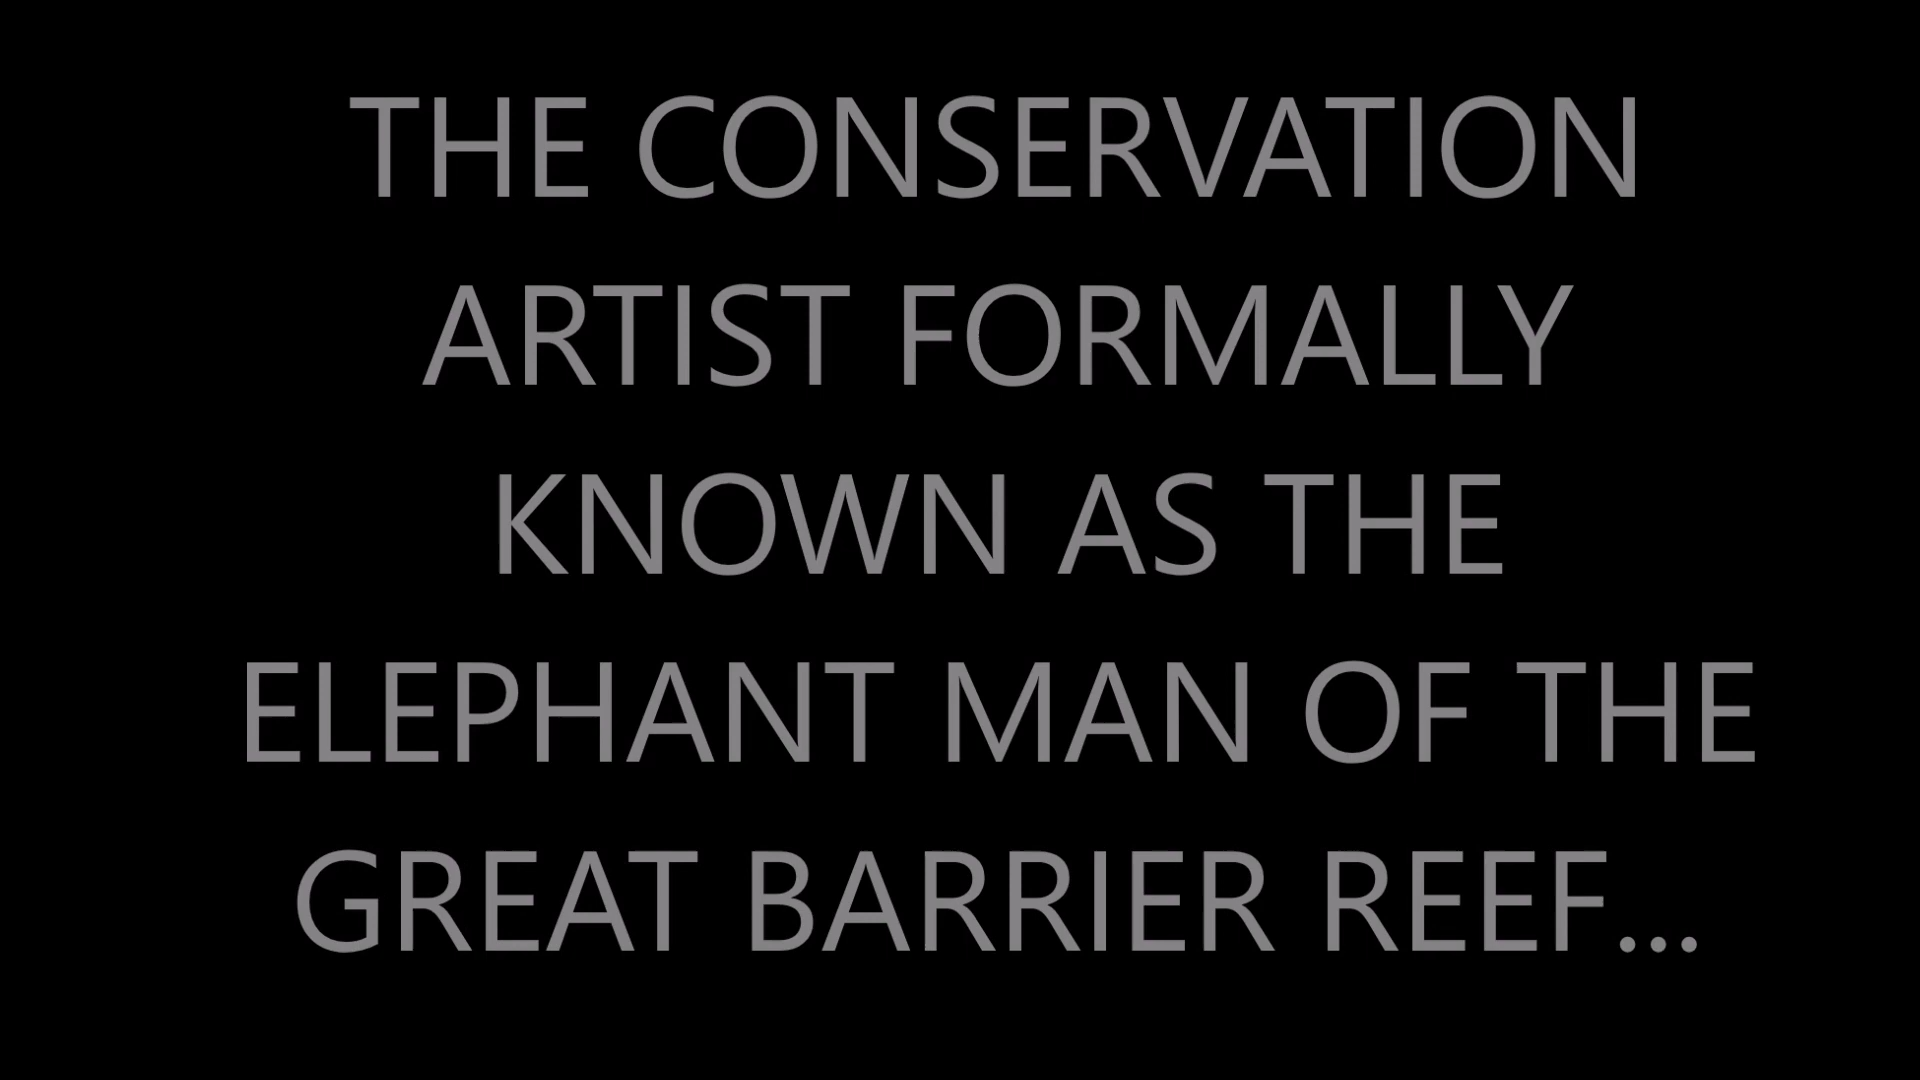 THE CONSERVATION
ARTIST FORMALLY
KNOWN AS THE
ELEPHANT MAN OF THE
GREAT BARRIER REEF...